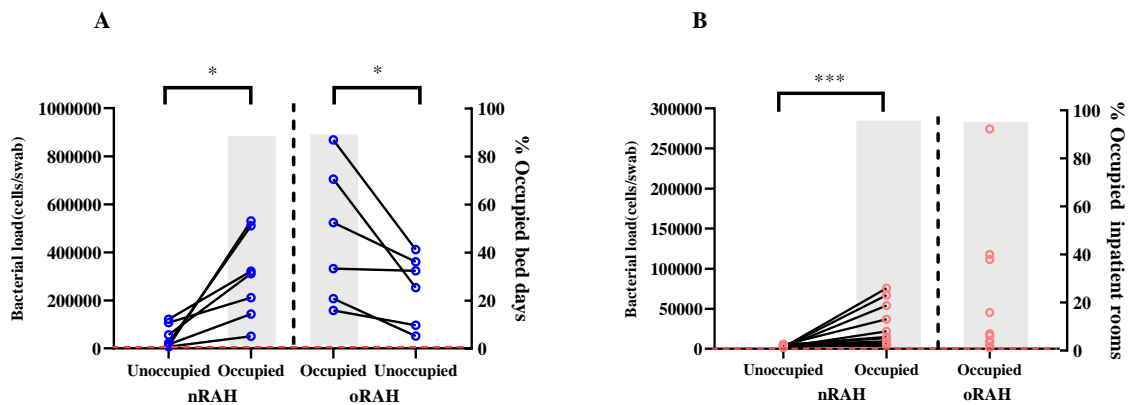 A
*
*
1000000
800000
600000
400000
200000
0
Bacterial load(cells/swab)
100
80
60
40
20
0
% Occupied bed days
Unoccupied Occupied Occupied Unoccupied
nRAH oRAH
B
***
300000
250000
200000
150000
100000
50000
0
Bacterial load(cells/swab)
100
80
60
40
20
0
% Occupied inpatient rooms
Unoccupied Occupied Occupied
nRAH oRAH